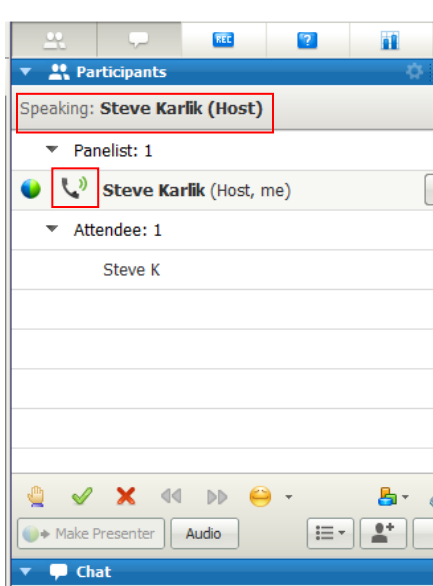 REC
?
Participants
Speaking: Steve Karlik (Host)
Panelist: 1
Steve Karlik (Host, me)
Attendee: 1
Steve K
Make Presenter
Audio
Chat